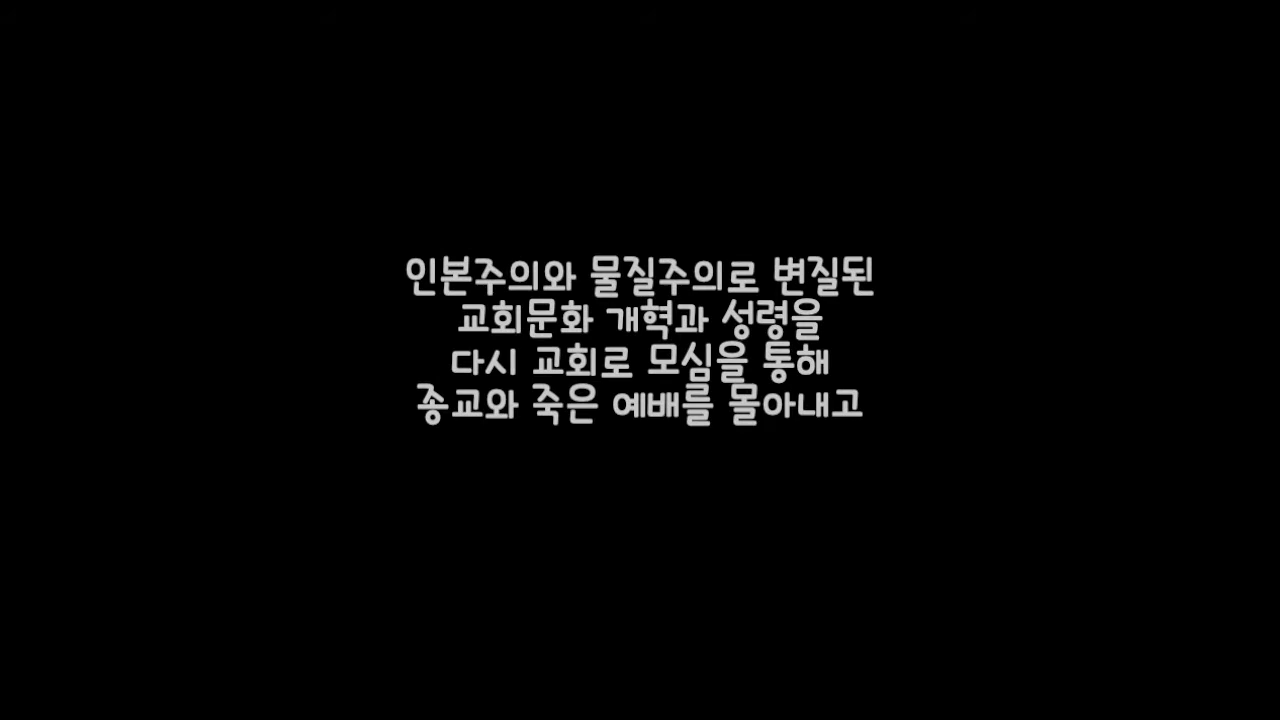 인본주의와 물질주의로 변질된
교회문화 개혁과 성령을
다시 교회로 모심을 통해
종교와 죽은 예배를 몰아내고